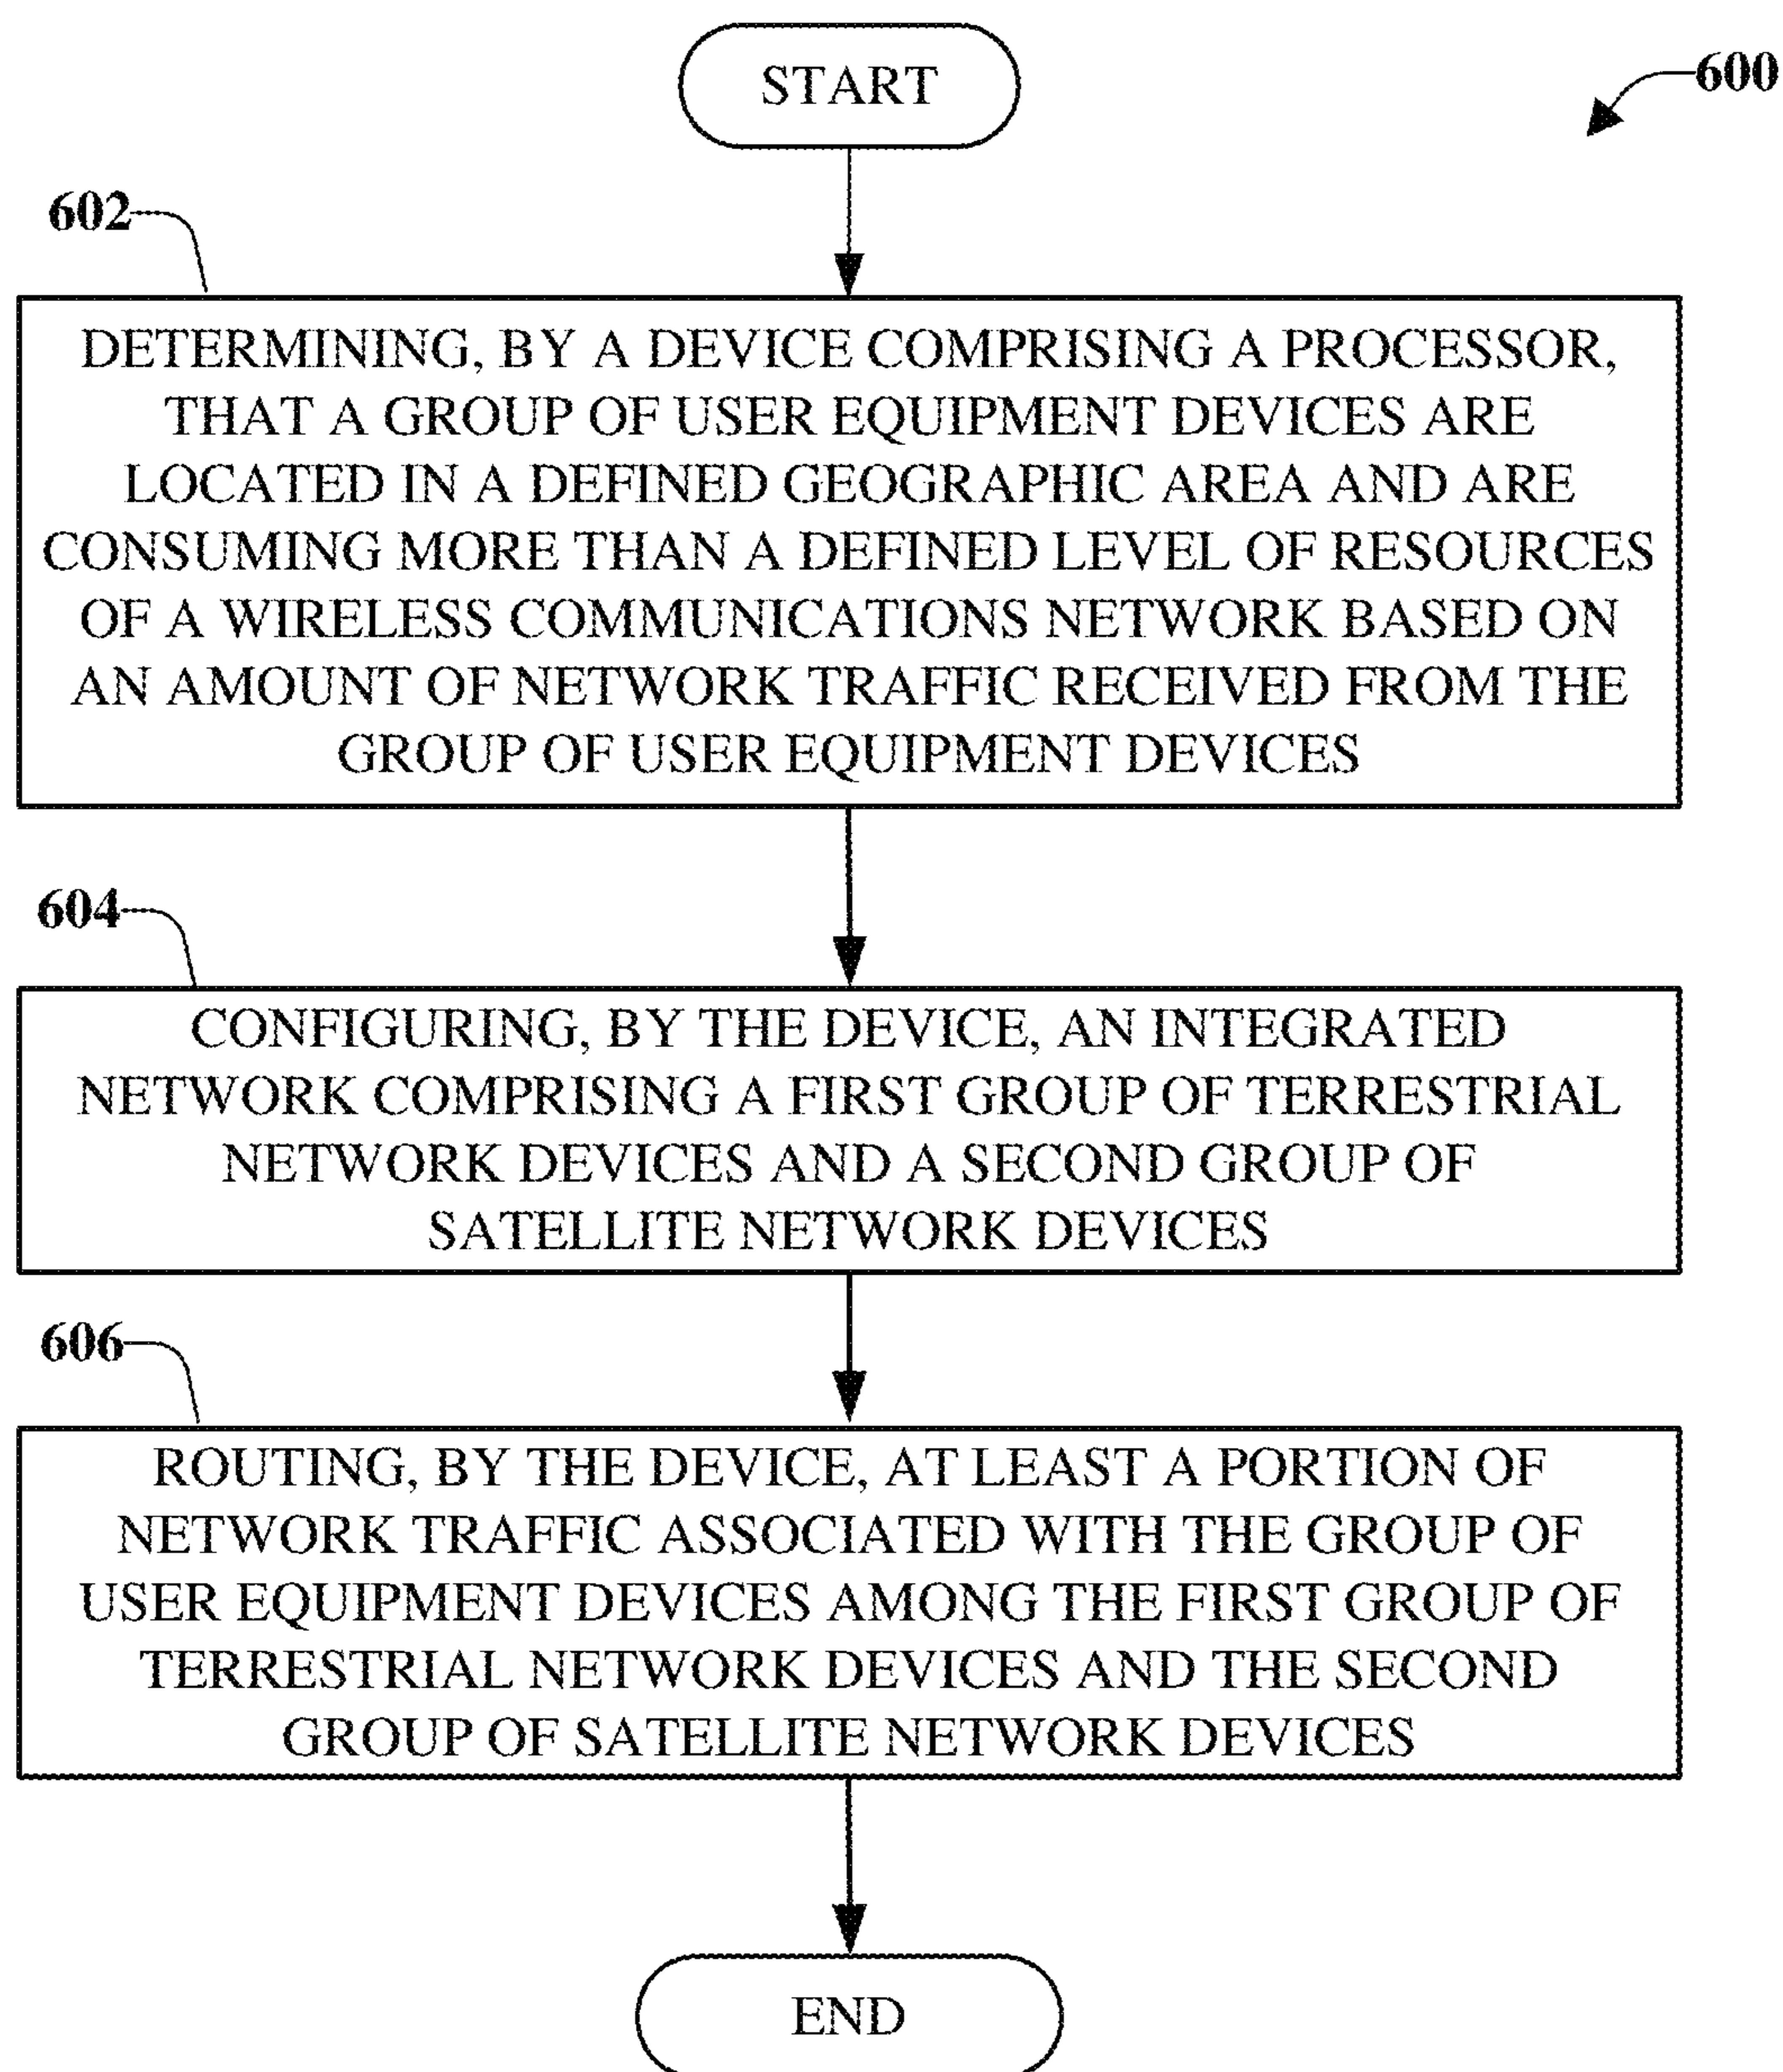 START
600
602
DETERMINING, BY A DEVICE COMPRISING A PROCESSOR,
THAT A GROUP OF USER EQUIPMENT DEVICES ARE
LOCATED IN A DEFINED GEOGRAPHIC AREA AND ARE
CONSUMING MORE THAN A DEFINED LEVEL OF RESOURCES
OF A WIRELESS COMMUNICATIONS NETWORK BASED ON
AN AMOUNT OF NETWORK TRAFFIC RECEIVED FROM THE
GROUP OF USER EQUIPMENT DEVICES
604
CONFIGURING, BY THE DEVICE, AN INTEGRATED
NETWORK COMPRISING A FIRST GROUP OF TERRESTRIAL
NETWORK DEVICES AND A SECOND GROUP OF
SATELLITE NETWORK DEVICES
606
ROUTING, BY THE DEVICE, AT LEAST A PORTION OF
NETWORK TRAFFIC ASSOCIATED WITH THE GROUP OF
USER EQUIPMENT DEVICES AMONG THE FIRST GROUP OF
TERRESTRIAL NETWORK DEVICES AND THE SECOND
GROUP OF SATELLITE NETWORK DEVICES
END